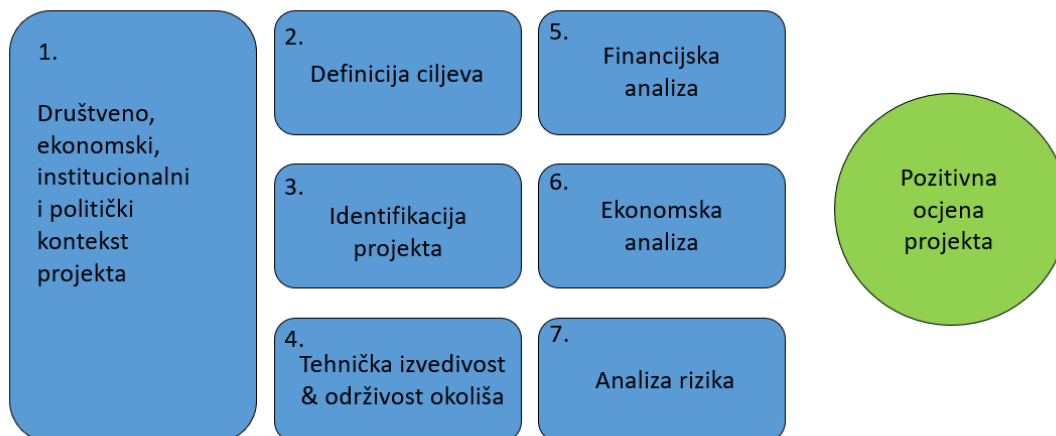 1.
Društveno,
ekonomski,
institucionalni
i politički
kontekst
projekta
2.
Definicija ciljeva
3.
Identifikacija
projekta
4.
Tehnička izvedivost
& održivost okoliša
5.
Financijska
analiza
6.
Ekonomska
analiza
7.
Analiza rizika
Pozitivna
ocjena
projekta